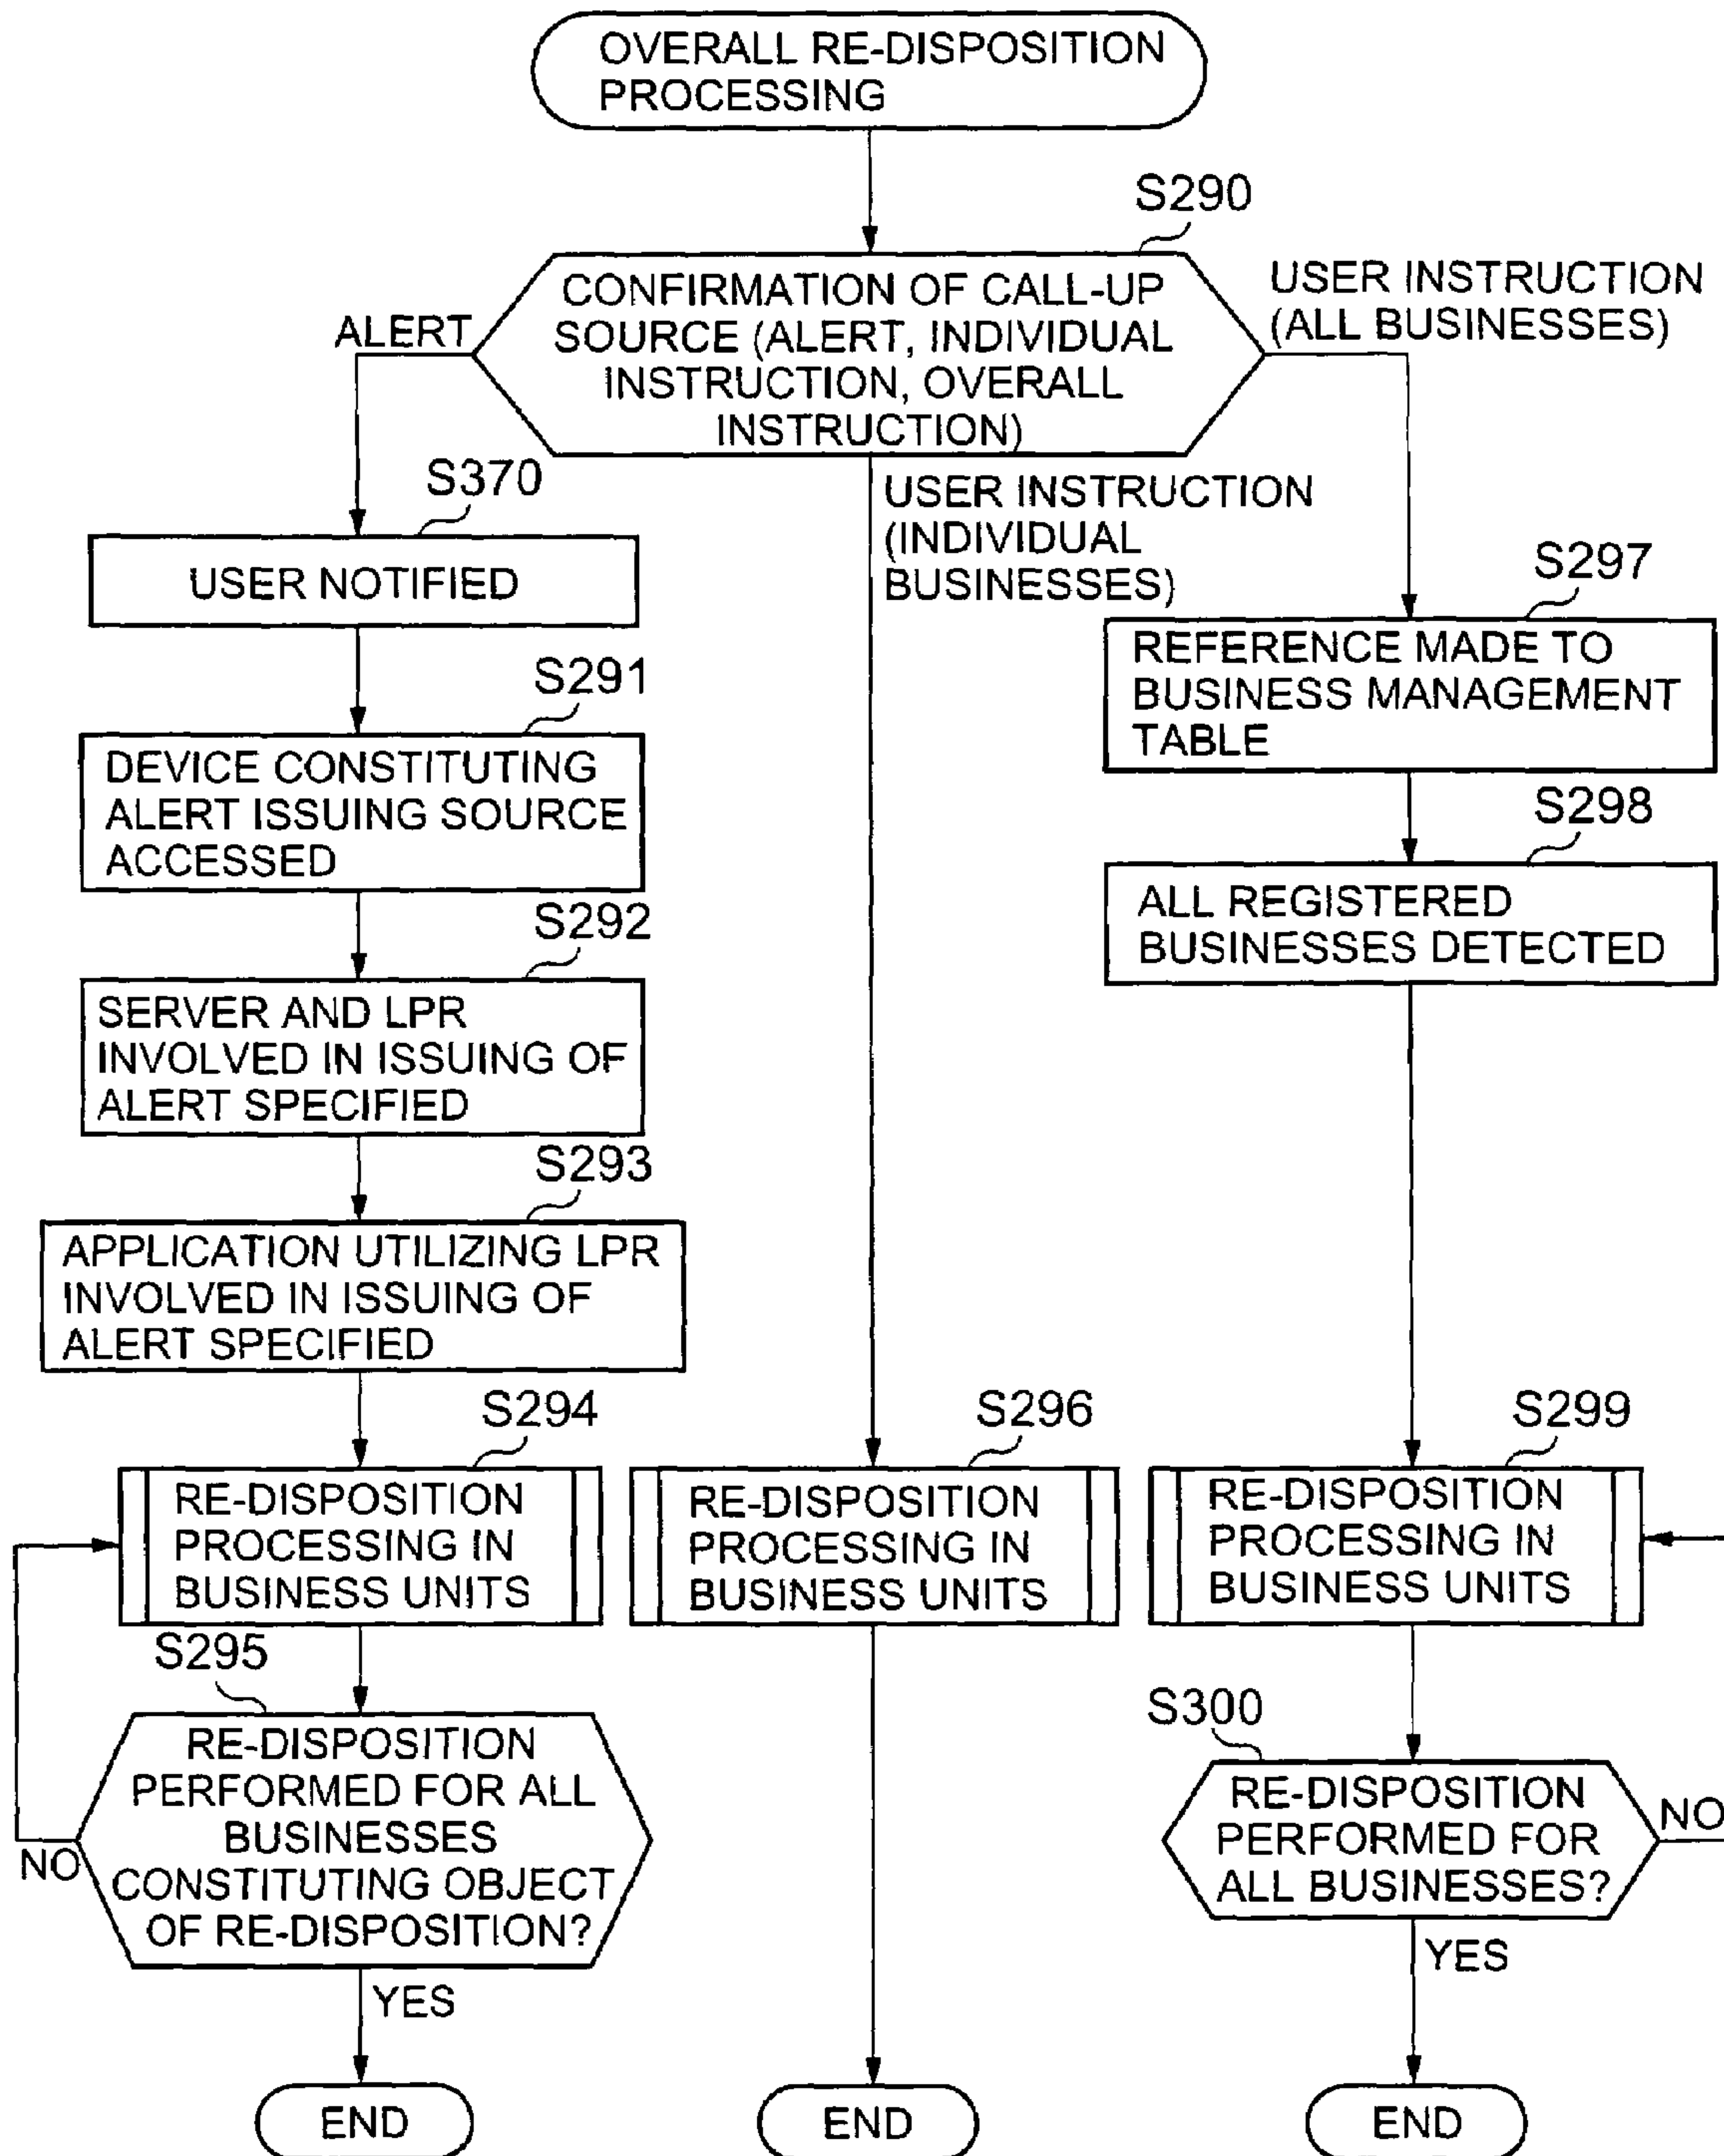 OVERALL RE-DISPOSITION
PROCESSING
S290
CONFIRMATION OF CALL-UP
SOURCE (ALERT, INDIVIDUAL
INSTRUCTION, OVERALL
INSTRUCTION)
ALERT
USER INSTRUCTION
(ALL BUSINESSES)
USER INSTRUCTION
(INDIVIDUAL
BUSINESSES)
S370
USER NOTIFIED
S291
DEVICE CONSTITUTING
ALERT ISSUING SOURCE
ACCESSED
S292
SERVER AND LPR
INVOLVED IN ISSUING OF
ALERT SPECIFIED
S293
APPLICATION UTILIZING LPR
INVOLVED IN ISSUING OF
ALERT SPECIFIED
S294
RE-DISPOSITION
PROCESSING IN
BUSINESS UNITS
S295
RE-DISPOSITION
PERFORMED FOR ALL
BUSINESSES
CONSTITUTING OBJECT
OF RE-DISPOSITION?
NO
YES
END
S296
RE-DISPOSITION
PROCESSING IN
BUSINESS UNITS
END
S297
REFERENCE MADE TO
BUSINESS MANAGEMENT
TABLE
S298
ALL REGISTERED
BUSINESSES DETECTED
S299
RE-DISPOSITION
PROCESSING IN
BUSINESS UNITS
S300
RE-DISPOSITION
PERFORMED FOR
ALL BUSINESSES?
NO
YES
END